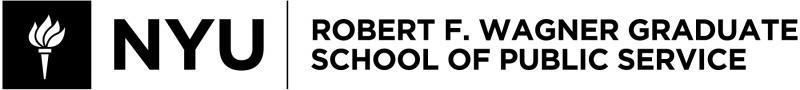 NYU
ROBERT F. WAGNER GRADUATE
SCHOOL OF PUBLIC SERVICE